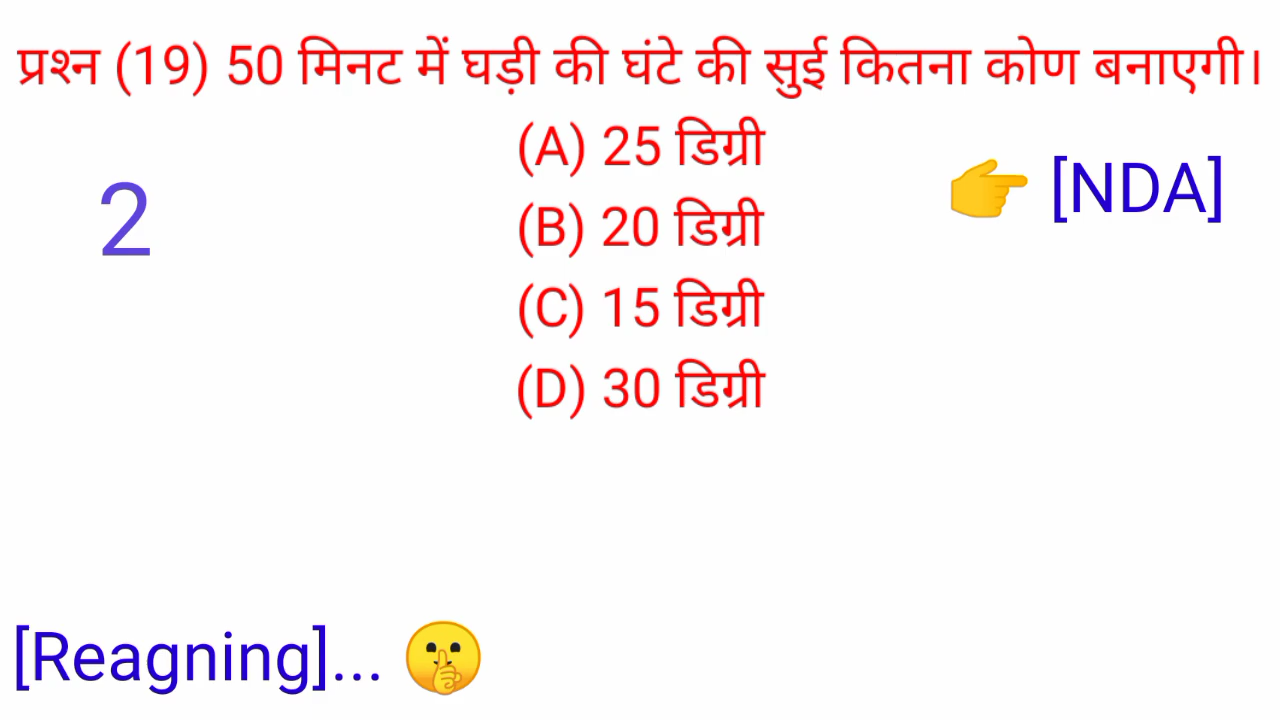 प्रश्न (19) 50 मिनट में घड़ी की घंटे की सुई कितना कोण बनाएगी।
(A) 25 डिग्री
👉 [NDA]
2
(B) 20 डिग्री
(C) 15 डिग्री
(D) 30 डिग्री
[Reagning]... 🤫